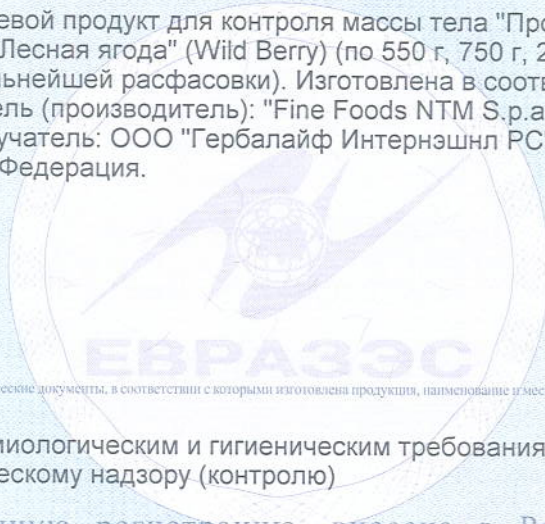 евой продукт для контроля массы тела "Про
Лесная ягода" (Wild Berry) (по 550 г, 750 г, 2
льнейшей расфасовки). Изготовлена в соотв
ель (производитель): "Fine Foods NTM S.p.a
учатель: ООО "Гербалайф Интернэшнл РС
Федерация.
ЕВРАЗЭС
еские документы, в соответствии с которыми изготовлена продукция, наименование и мес
миологическим и гигиеническим требования
ескому надзору (контролю)